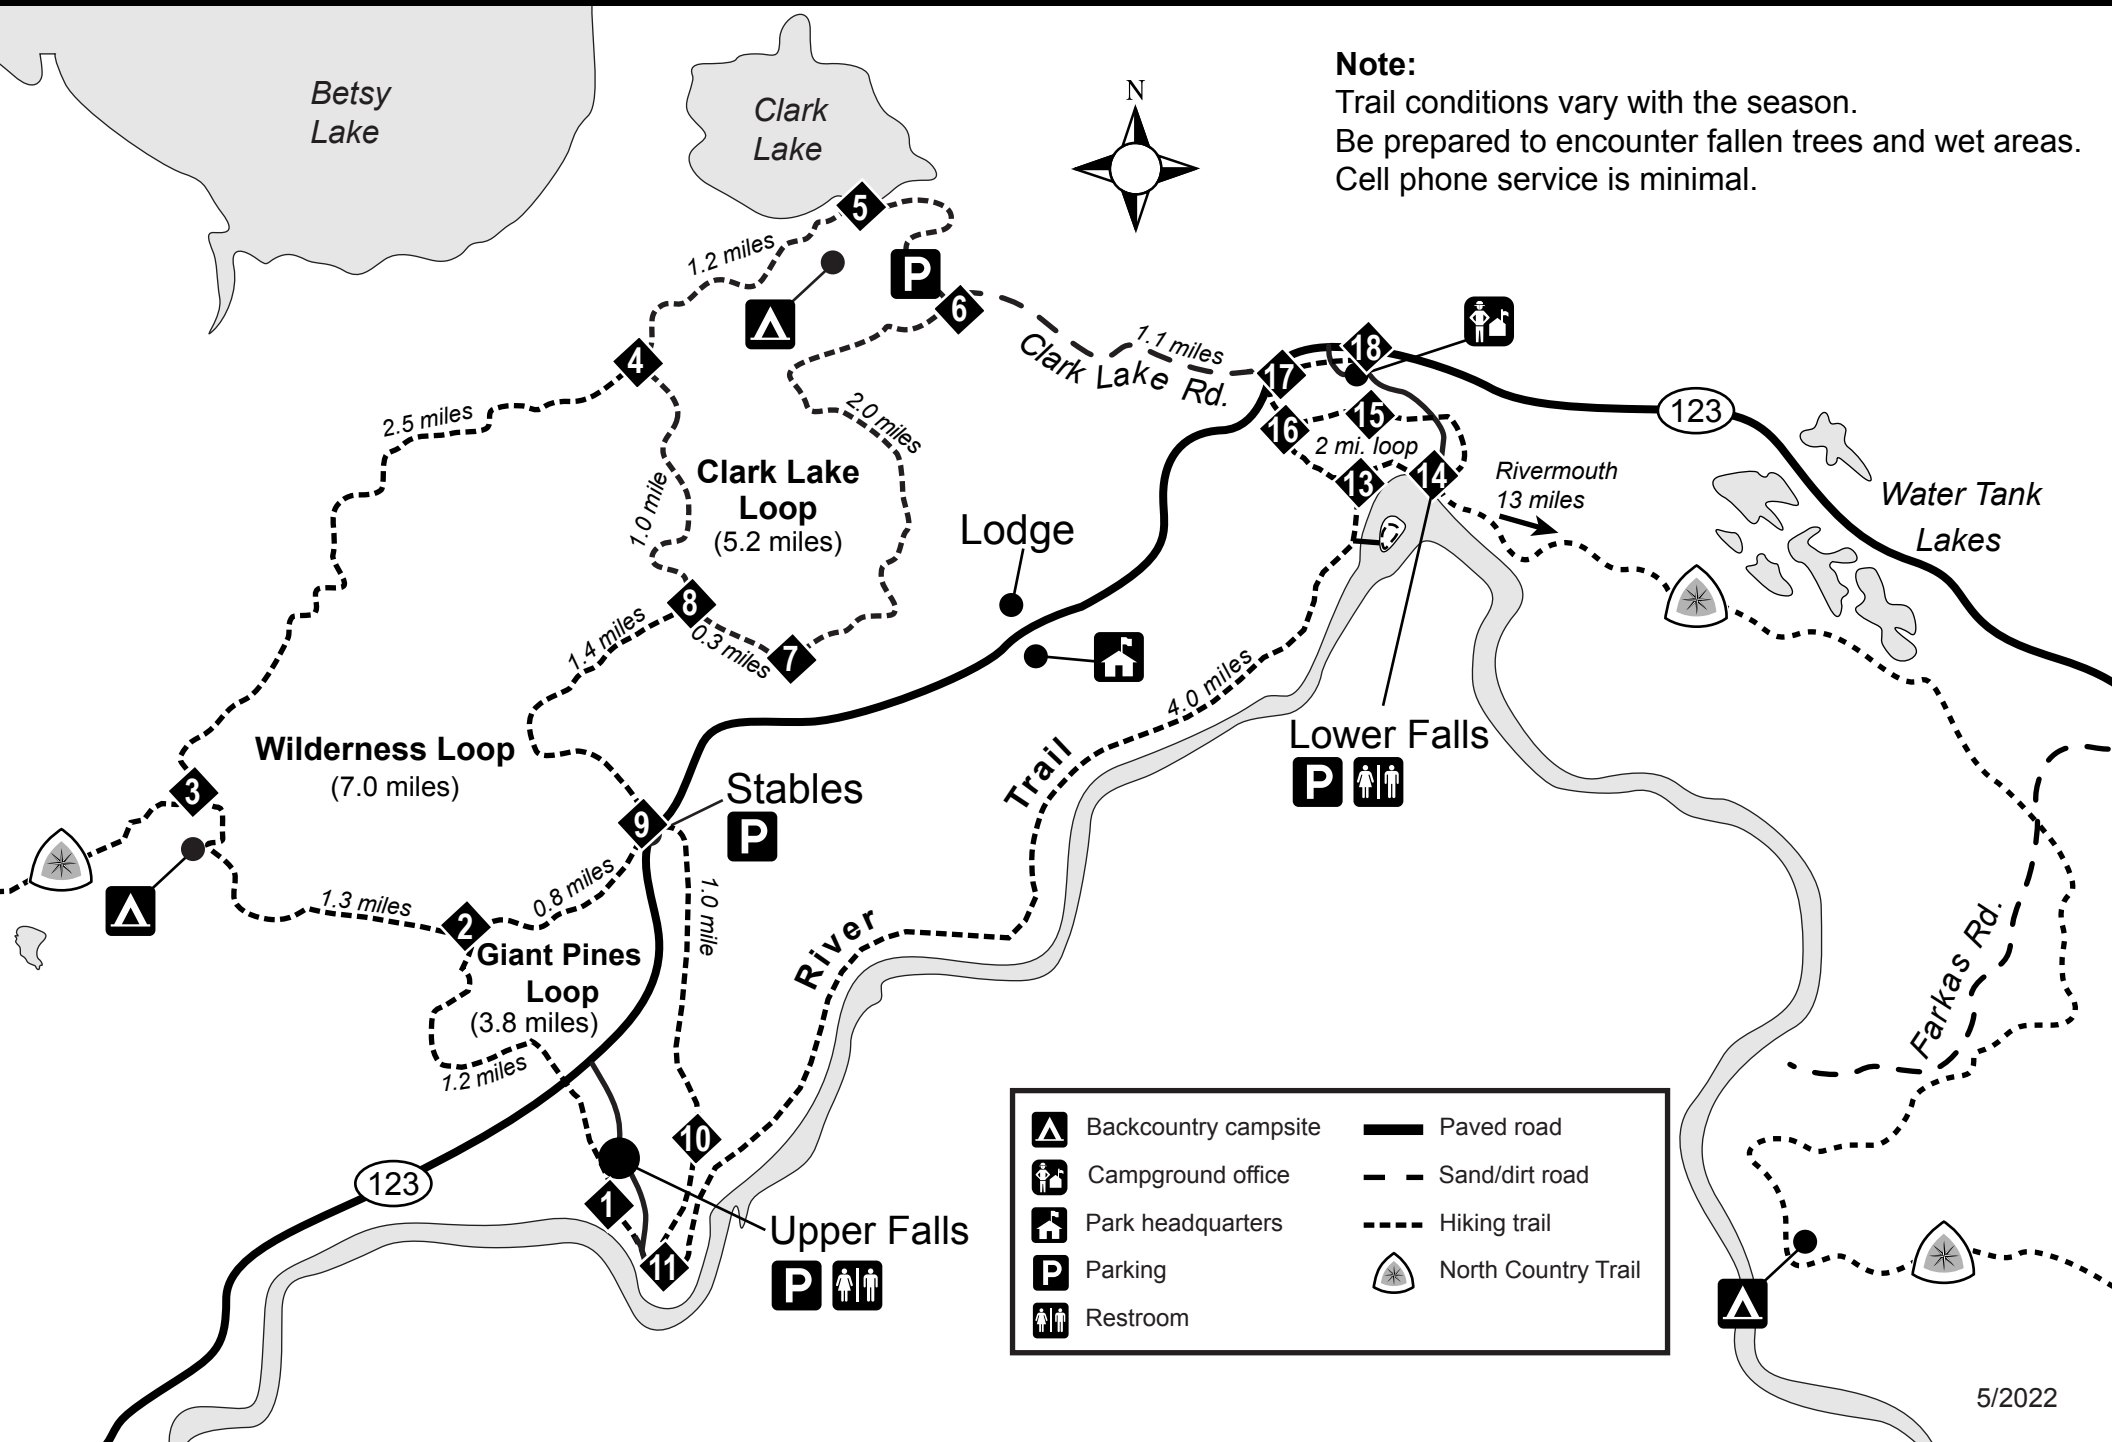 Note:
Trail conditions vary with the season.
Be prepared to encounter fallen trees and wet areas.
Cell phone service is minimal.
Betsy
Lake
Clark
Lake
N
5
1.2 miles
P
6
4
Clark Lake Rd.
1.1 miles
17
18
123
16
15
2 mi. loop
13
14
Rivermouth
13 miles
Water Tank
Lakes
2.5 miles
2.0 miles
1.0 mile
Clark Lake
Loop
(5.2 miles)
Lodge
8
0.3 miles
7
1.4 miles
4.0 miles
Wilderness Loop
(7.0 miles)
3
9
Stables
P
Lower Falls
P
River Trail
1.3 miles
2
0.8 miles
1.0 mile
Giant Pines
Loop
(3.8 miles)
1.2 miles
Farkas Rd.
10
1
11
123
Upper Falls
P
Backcountry campsite
Campground office
Park headquarters
P
Parking
Restroom
Paved road
Sand/dirt road
Hiking trail
North Country Trail
5/2022